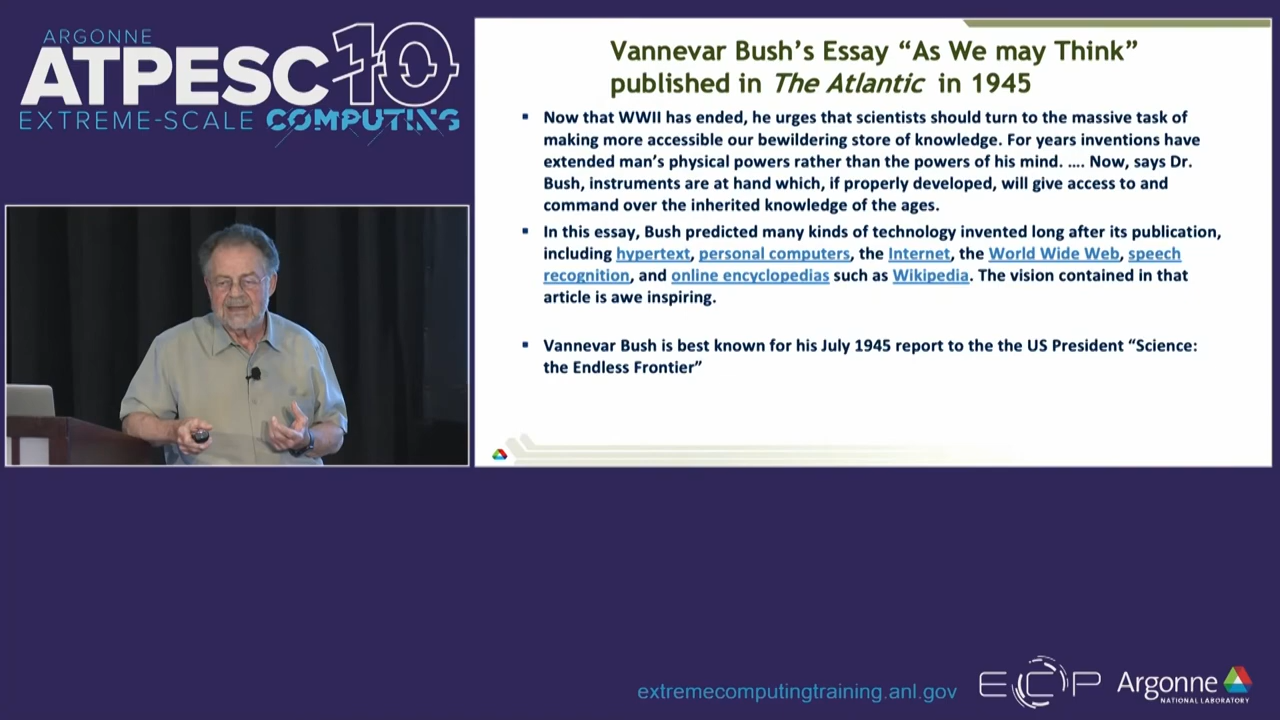 ARGONNE
ATPESC10
EXTREME-SCALE COMPUTING
Vannevar Bush's Essay “As We may Think”
published in The Atlantic in 1945
▪ Now that WWII has ended, he urges that scientists should turn to the massive task of
making more accessible our bewildering store of knowledge. For years inventions have
extended man's physical powers rather than the powers of his mind. .... Now, says Dr.
Bush, instruments are at hand which, if properly developed, will give access to and
command over the inherited knowledge of the ages.
▪ In this essay, Bush predicted many kinds of technology invented long after its publication,
including hypertext, personal computers, the Internet, the World Wide Web, speech
recognition, and online encyclopedias such as Wikipedia. The vision contained in that
article is awe inspiring.
▪ Vannevar Bush is best known for his July 1945 report to the the US President “Science:
the Endless Frontier”
extremecomputingtraining.anl.gov
ECP
Argonne
NATIONAL LABORATORY